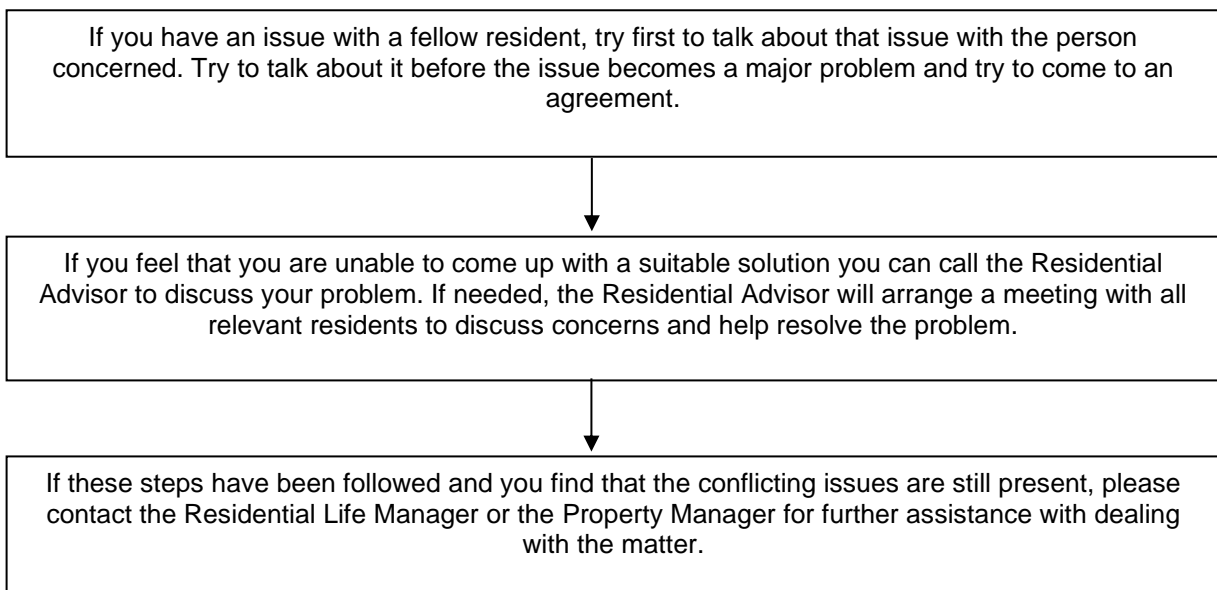 If you have an issue with a fellow resident, try first to talk about that issue with the person
concerned. Try to talk about it before the issue becomes a major problem and try to come to an
agreement.
If you feel that you are unable to come up with a suitable solution you can call the Residential
Advisor to discuss your problem. If needed, the Residential Advisor will arrange a meeting with all
relevant residents to discuss concerns and help resolve the problem.
If these steps have been followed and you find that the conflicting issues are still present, please
contact the Residential Life Manager or the Property Manager for further assistance with dealing
with the matter.